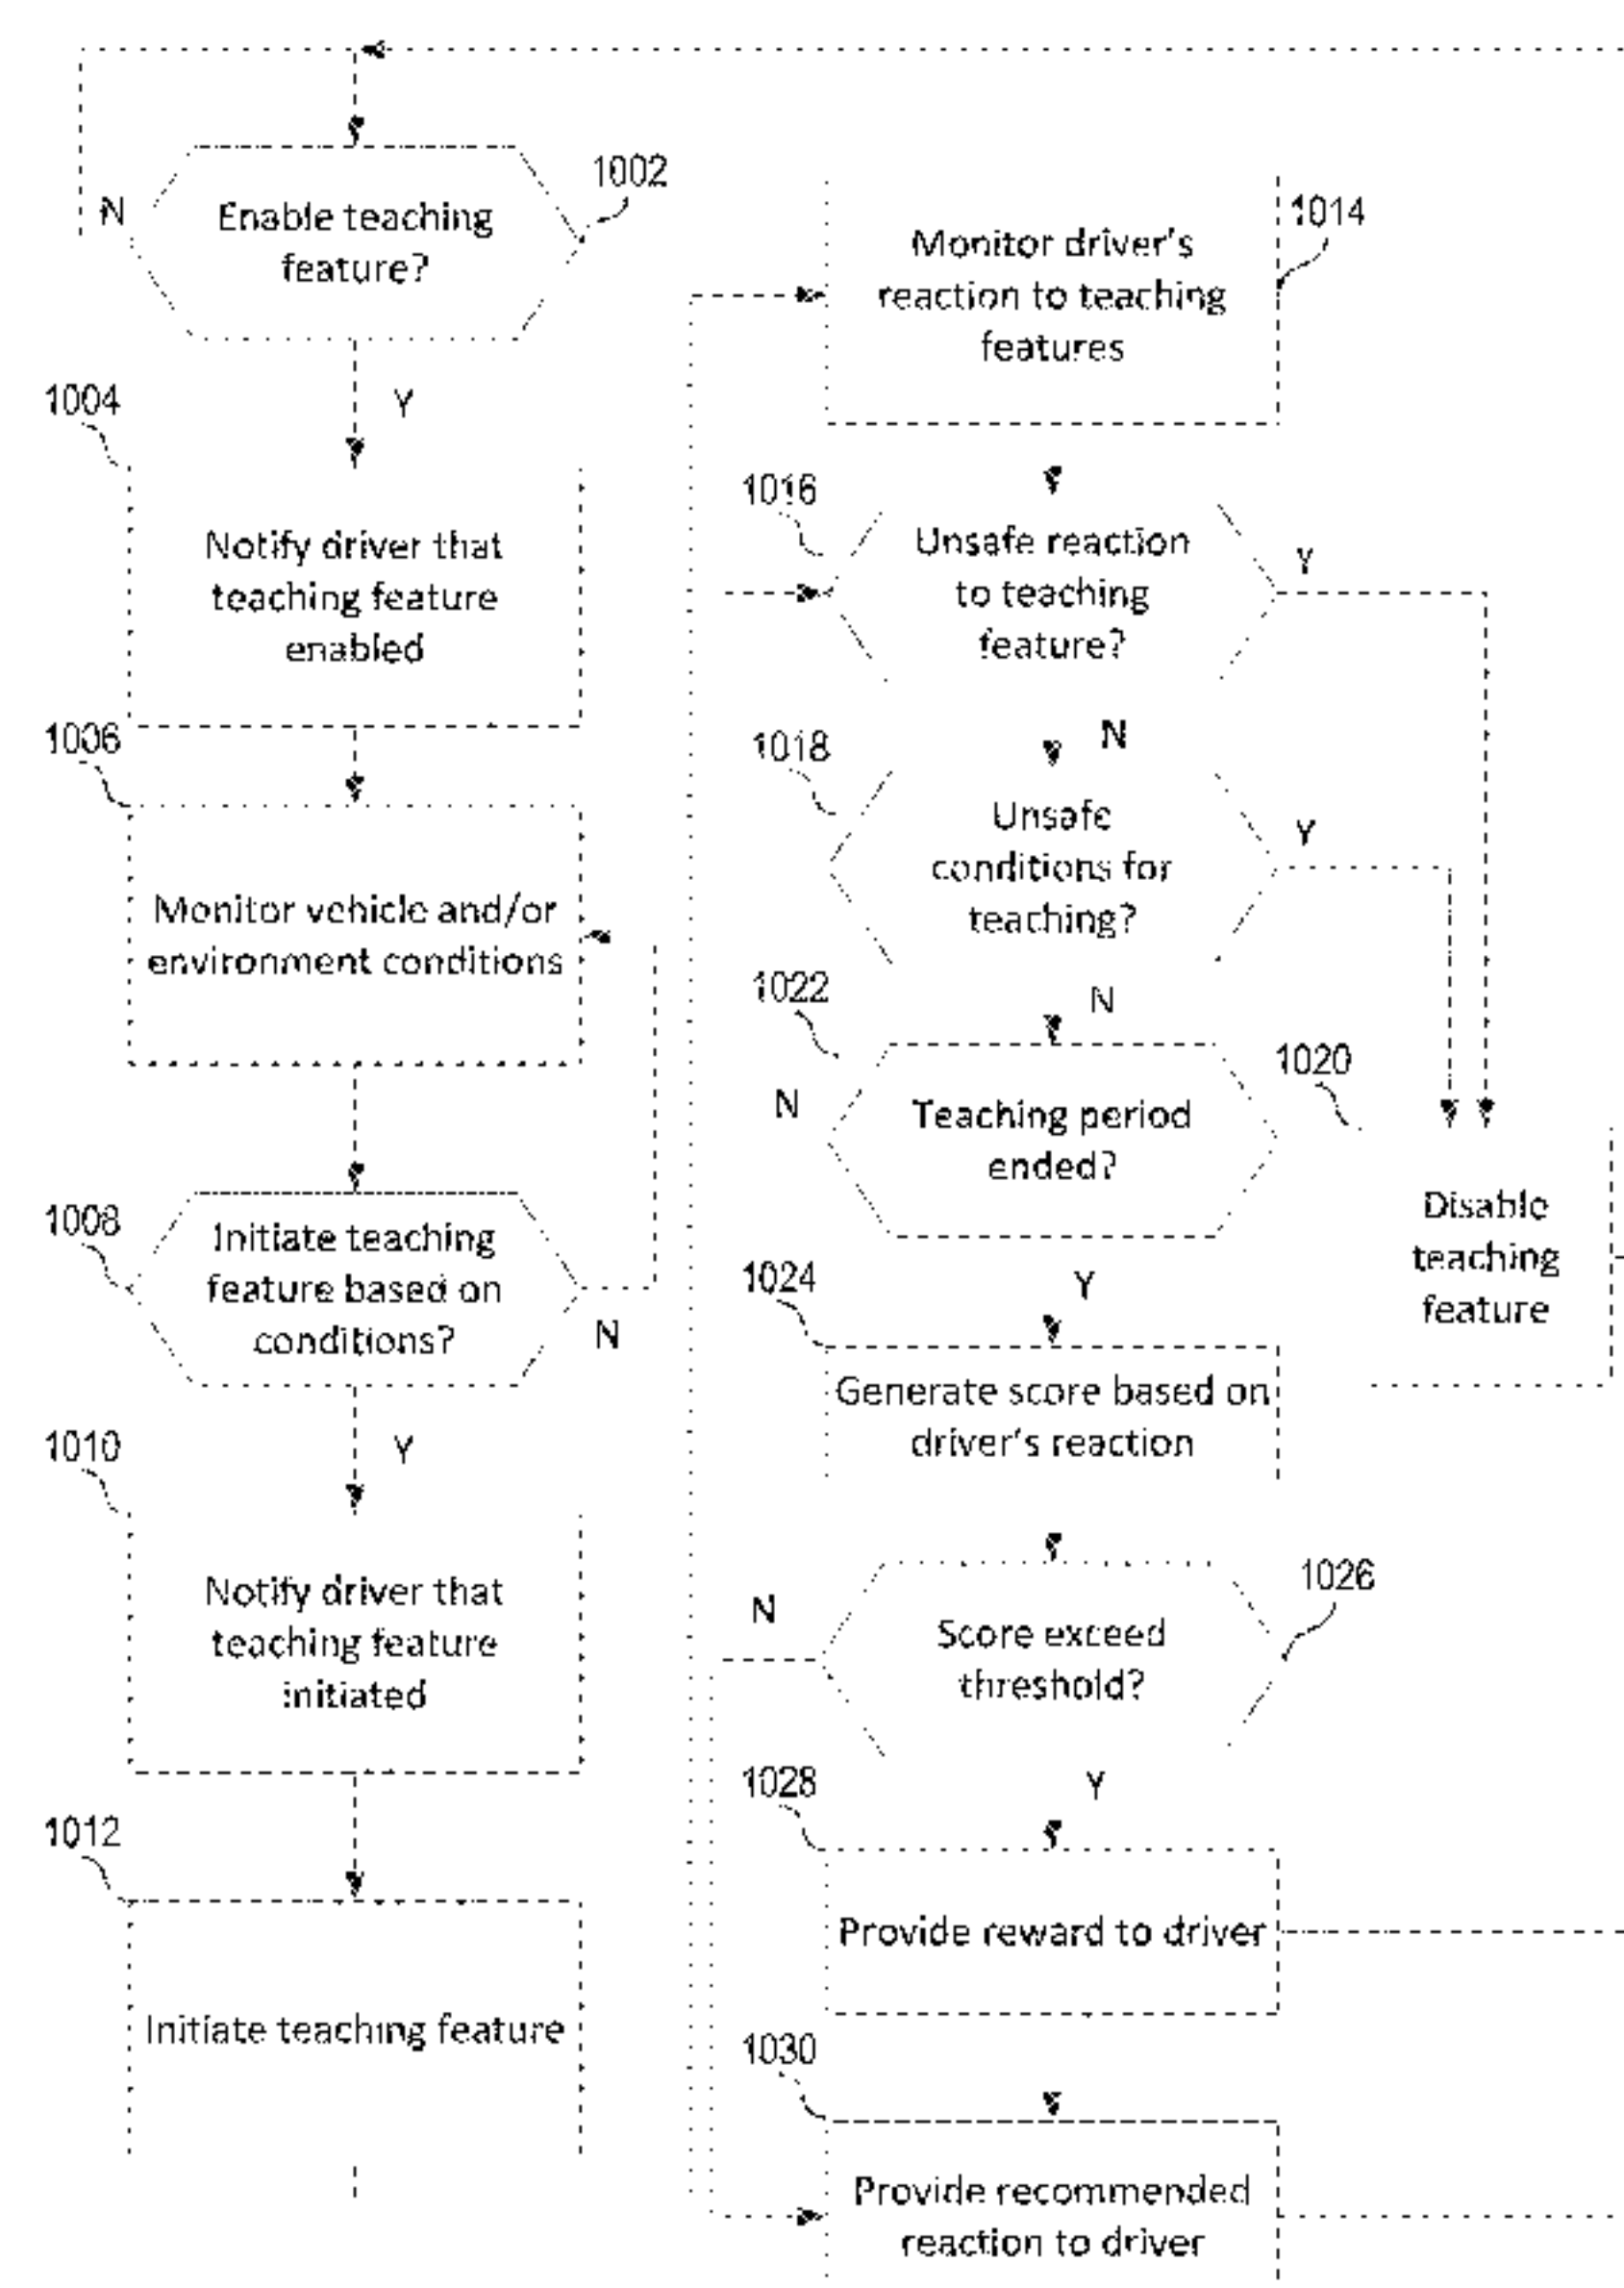 1002
N
Enable teaching
feature?
Y
1004
Notify driver that
teaching feature
enabled
1006
Monitor vehicle and/or
environment conditions
1008
Initiate teaching
feature based on
conditions?
N
Y
1010
Notify driver that
teaching feature
initiated
1012
Initiate teaching feature
1014
Monitor driver's
reaction to teaching
features
1016
Unsafe reaction
to teaching
feature?
Y
N
1018
Unsafe
conditions for
teaching?
Y
N
1022
N
Teaching period
ended?
Y
1020
Disable
teaching
feature
1024
Generate score based on
driver's reaction
1026
N
Score exceed
threshold?
Y
1028
Provide reward to driver
1030
Provide recommended
reaction to driver